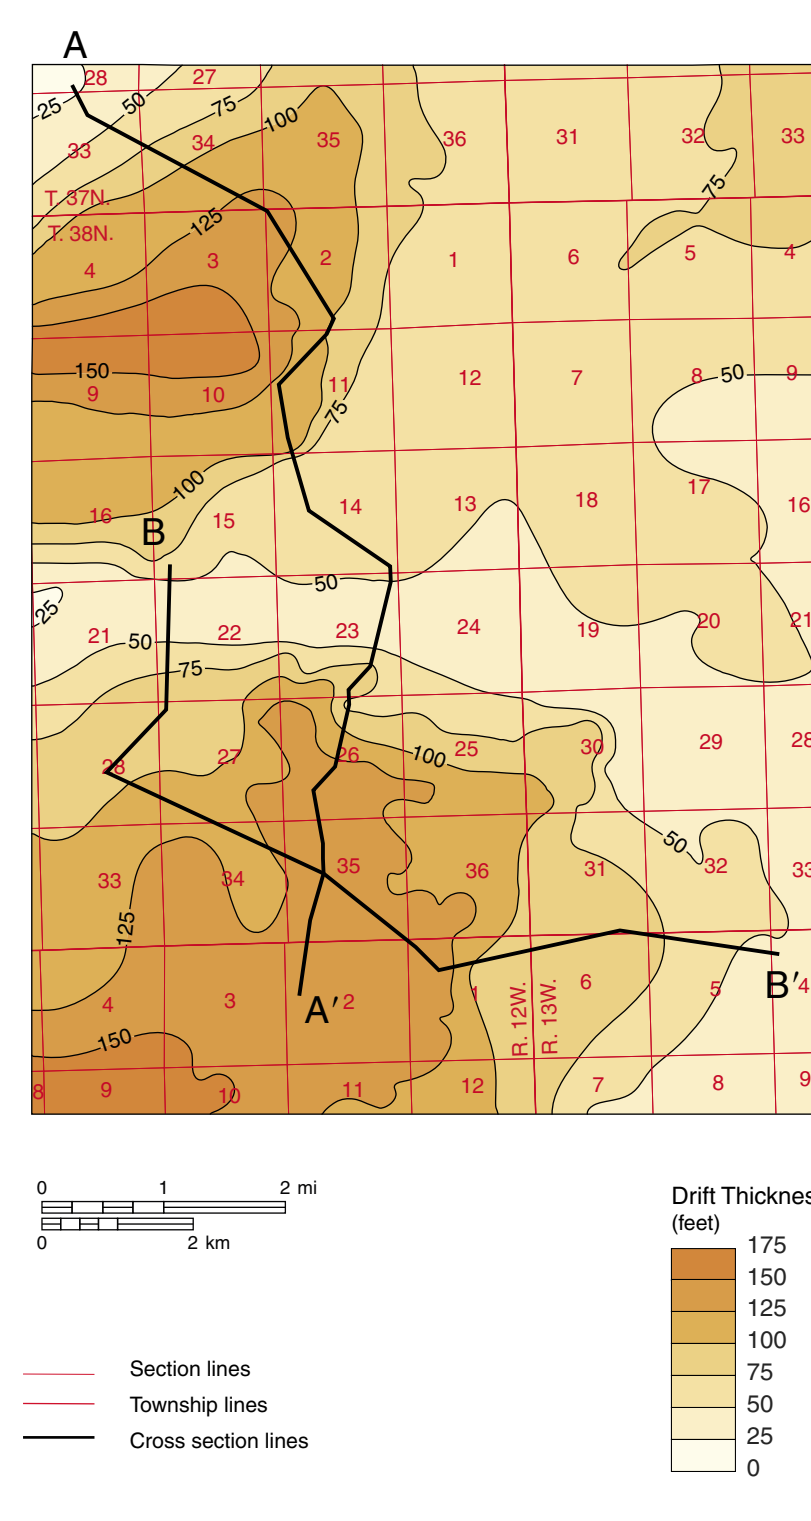 A
28 27
25 50 75 100
33 34 35 36 31 32 33
75
T. 37N.
T. 38N.
125
4 3 2 1 6 5 4
150
9 10 11 12 7 8 50 9
75
100
16 15 14 13 18 17 16
B
50
25
21 50 22 23 24 19 20 21
75
28 27 26 100 25 30 29 28
50
33 34 35 36 31 32 33
125
4 3 A′ 2 1 6 5 B′ 4
R. 12W.
R. 13W.
150
8 9 10 11 12 7 8 9
0 1 2 mi
0 2 km
Section lines
Township lines
Cross section lines
Drift Thicknes
(feet)
175
150
125
100
75
50
25
0